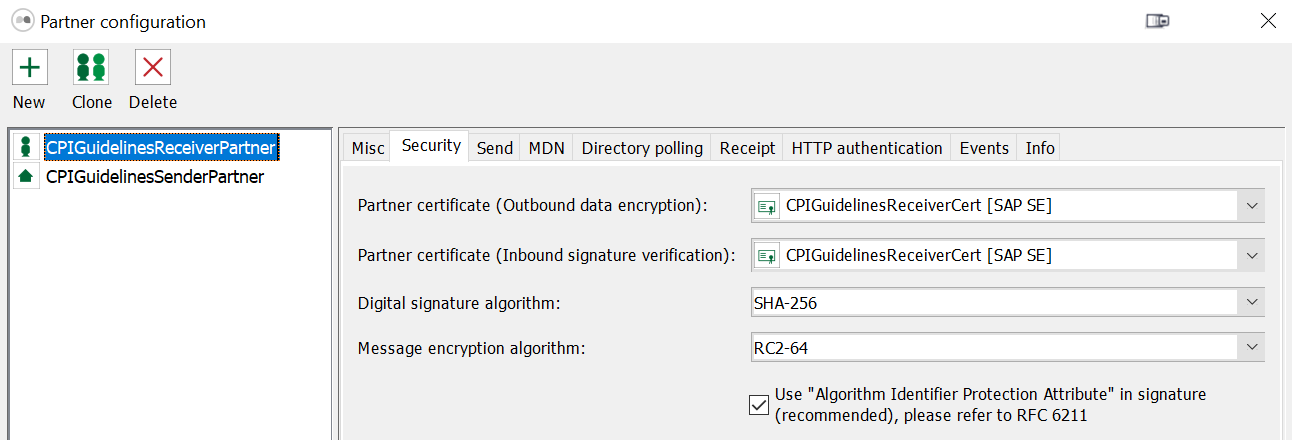 Partner configuration
New Clone Delete
CPIGuidelinesReceiverPartner
CPIGuidelinesSenderPartner
Misc Security Send MDN Directory polling Receipt HTTP authentication Events Info
Partner certificate (Outbound data encryption): CPIGuidelinesReceiverCert [SAP SE]
Partner certificate (Inbound signature verification): CPIGuidelinesReceiverCert [SAP SE]
Digital signature algorithm: SHA-256
Message encryption algorithm: RC2-64
Use "Algorithm Identifier Protection Attribute" in signature
(recommended), please refer to RFC 6211